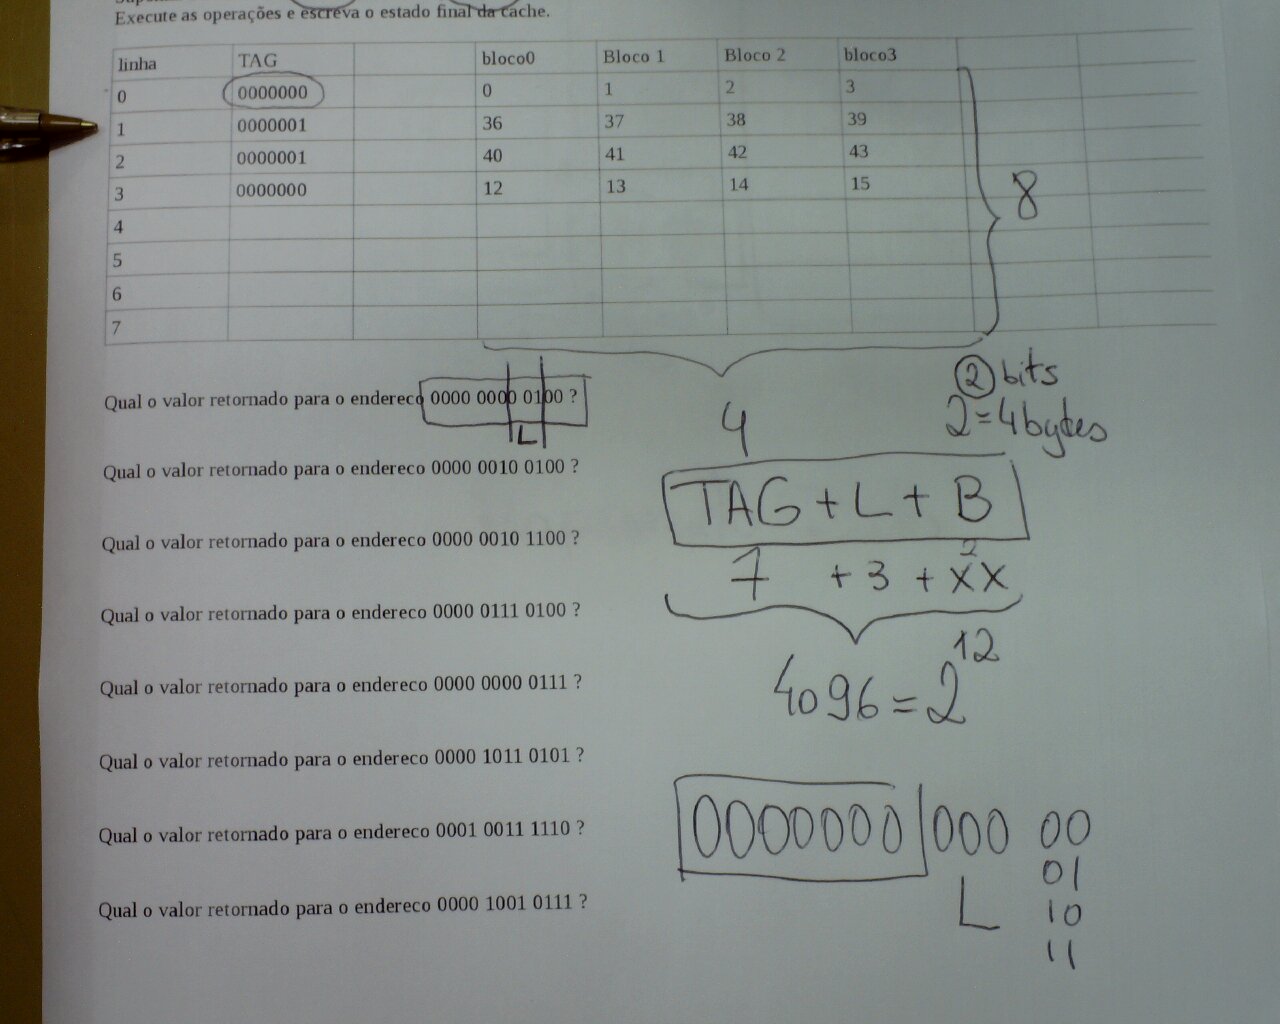 Execute as operações e escreva o estado final da cache.
linha TAG bloco0 Bloco 1 Bloco 2 bloco3
0 0000000 0 1 2 3
1 0000001 36 37 38 39
2 0000001 40 41 42 43
3 0000000 12 13 14 15
4
5
6
7
8
4
2 bits
2=4bytes
Qual o valor retornado para o endereco 0000 0000 0100 ?
L
Qual o valor retornado para o endereco 0000 0010 0100 ?
TAG + L + B
Qual o valor retornado para o endereco 0000 0010 1100 ?
7 + 3 + XX
2
Qual o valor retornado para o endereco 0000 0111 0100 ?
4096=2 12
Qual o valor retornado para o endereco 0000 0000 0111 ?
Qual o valor retornado para o endereco 0000 1011 0101 ?
Qual o valor retornado para o endereco 0001 0011 1110 ?
0000000 000 00
01
L 10
11
Qual o valor retornado para o endereco 0000 1001 0111 ?